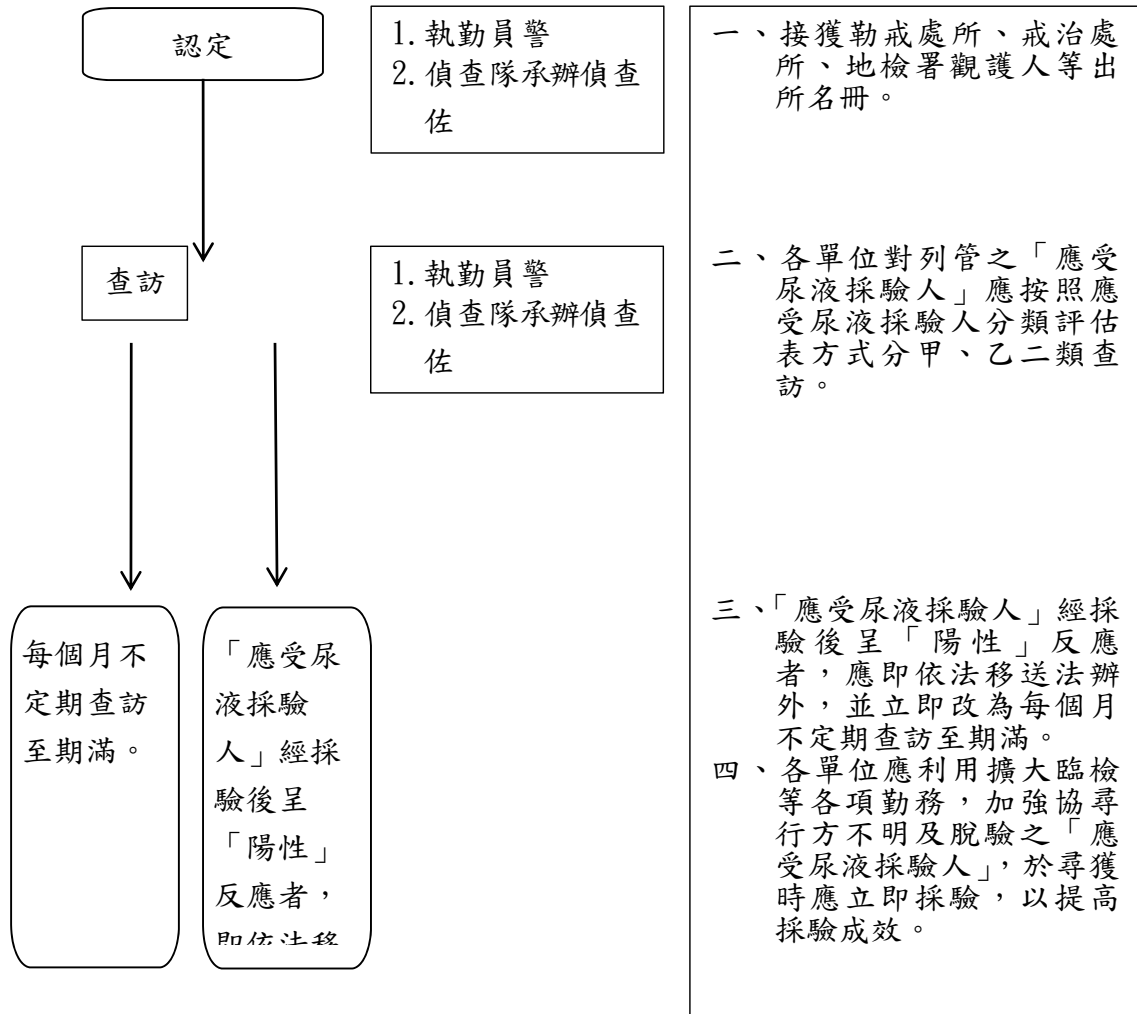 認定
1.執勤員警
2.偵查隊承辦偵查
佐
一、接獲勒戒處所、戒治處
所、地檢署觀護人等出
所名冊。
查訪
1.執勤員警
2.偵查隊承辦偵查
佐
二、各單位對列管之「應受
尿液採驗人」應按照應
受尿液採驗人分類評估
表方式分甲、乙二類查
訪。
每個月不
定期查訪
至期滿。
「應受尿
液採驗
人」經採
驗後呈
「陽性」
反應者，
即依法移
三、「應受尿液採驗人」經採
驗後呈「陽性」反應
者，應即依法移送法辦
外，並立即改為每個月
不定期查訪至期滿。
四、各單位應利用擴大臨檢
等各項勤務，加強協尋
行方不明及脫驗之「應
受尿液採驗人」，於尋獲
時應立即採驗，以提高
採驗成效。